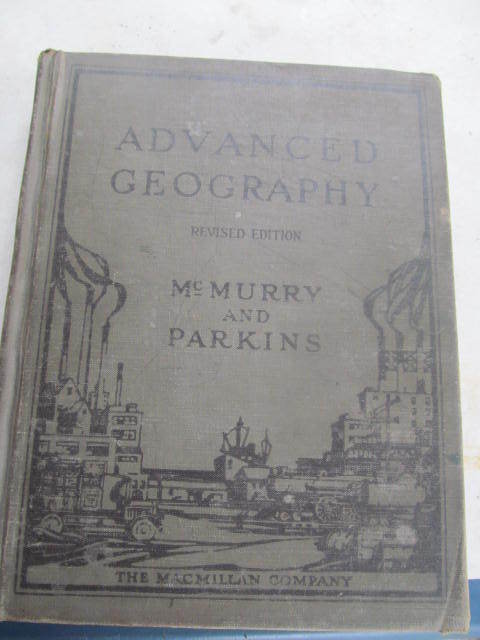 ADVANCED
GEOGRAPHY
REVISED EDITION
McMURRY
AND
PARKINS
THE MACMILLAN COMPANY